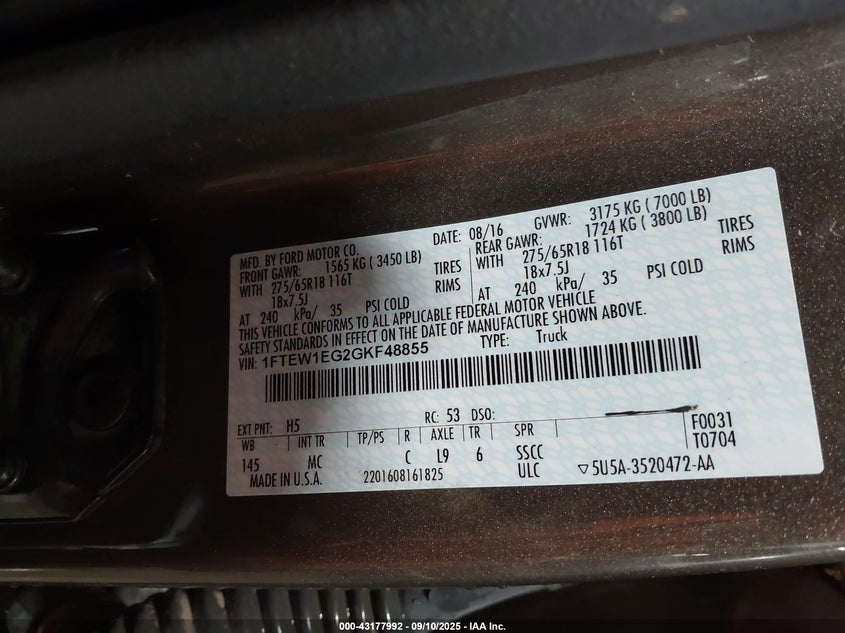 MFD. BY FORD MOTOR CO. DATE: 08/16 GVWR: 3175 KG ( 7000 LB)
FRONT GAWR: 1565 KG ( 3450 LB) REAR GAWR: 1724 KG ( 3800 LB)
WITH 275/65R18 116T TIRES WITH 275/65R18 116T TIRES
18x7.5J RIMS 18x7.5J RIMS
AT 240 kPa/ 35 PSI COLD AT 240 kPa/ 35 PSI COLD
THIS VEHICLE CONFORMS TO ALL APPLICABLE FEDERAL MOTOR VEHICLE
SAFETY STANDARDS IN EFFECT ON THE DATE OF MANUFACTURE SHOWN ABOVE.
VIN: 1FTEW1EG2GKF48855 TYPE: Truck
EXT PNT: H5 RC: 53 DSO: F0031
WB INT TR TP/PS R AXLE TR SPR T0704
145 MC C L9 6 SSCC
MADE IN U.S.A. 2201608161825 ULC ▽5U5A-3520472-AA
000-43177992 - 09/10/2025 - IAA Inc.